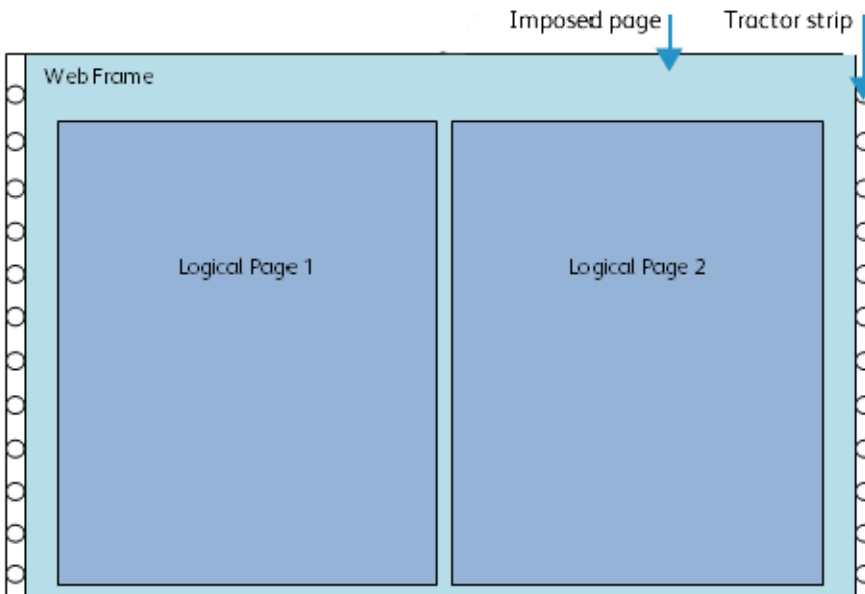 Imposed page
Tractor strip
Web Frame
Logical Page 1
Logical Page 2